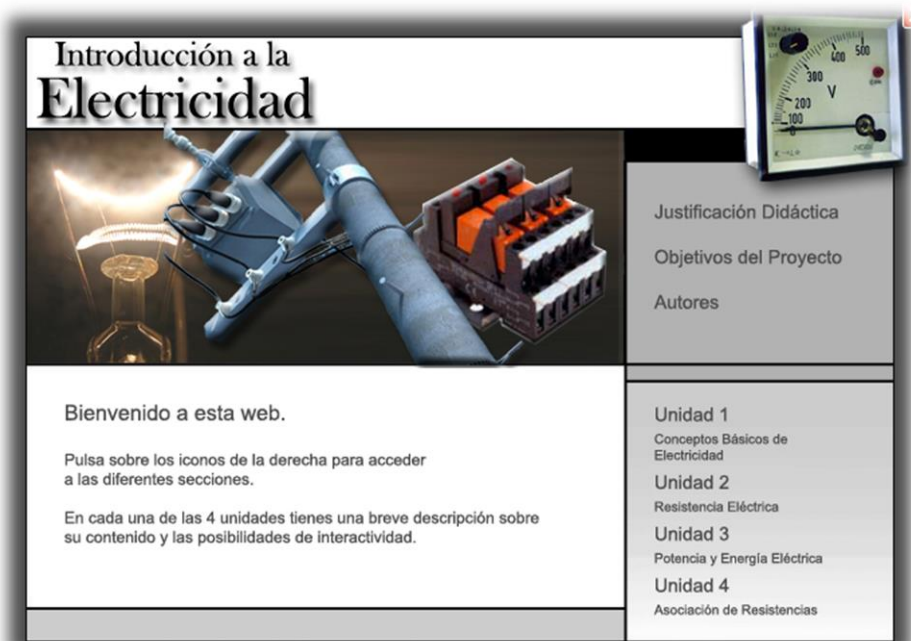 Introducción a la
Electricidad
100
200
300
400
500
V
0
Justificación Didáctica
Objetivos del Proyecto
Autores
Bienvenido a esta web.
Pulsa sobre los iconos de la derecha para acceder
a las diferentes secciones.
En cada una de las 4 unidades tienes una breve descripción sobre
su contenido y las posibilidades de interactividad.
Unidad 1
Conceptos Básicos de
Electricidad
Unidad 2
Resistencia Eléctrica
Unidad 3
Potencia y Energía Eléctrica
Unidad 4
Asociación de Resistencias